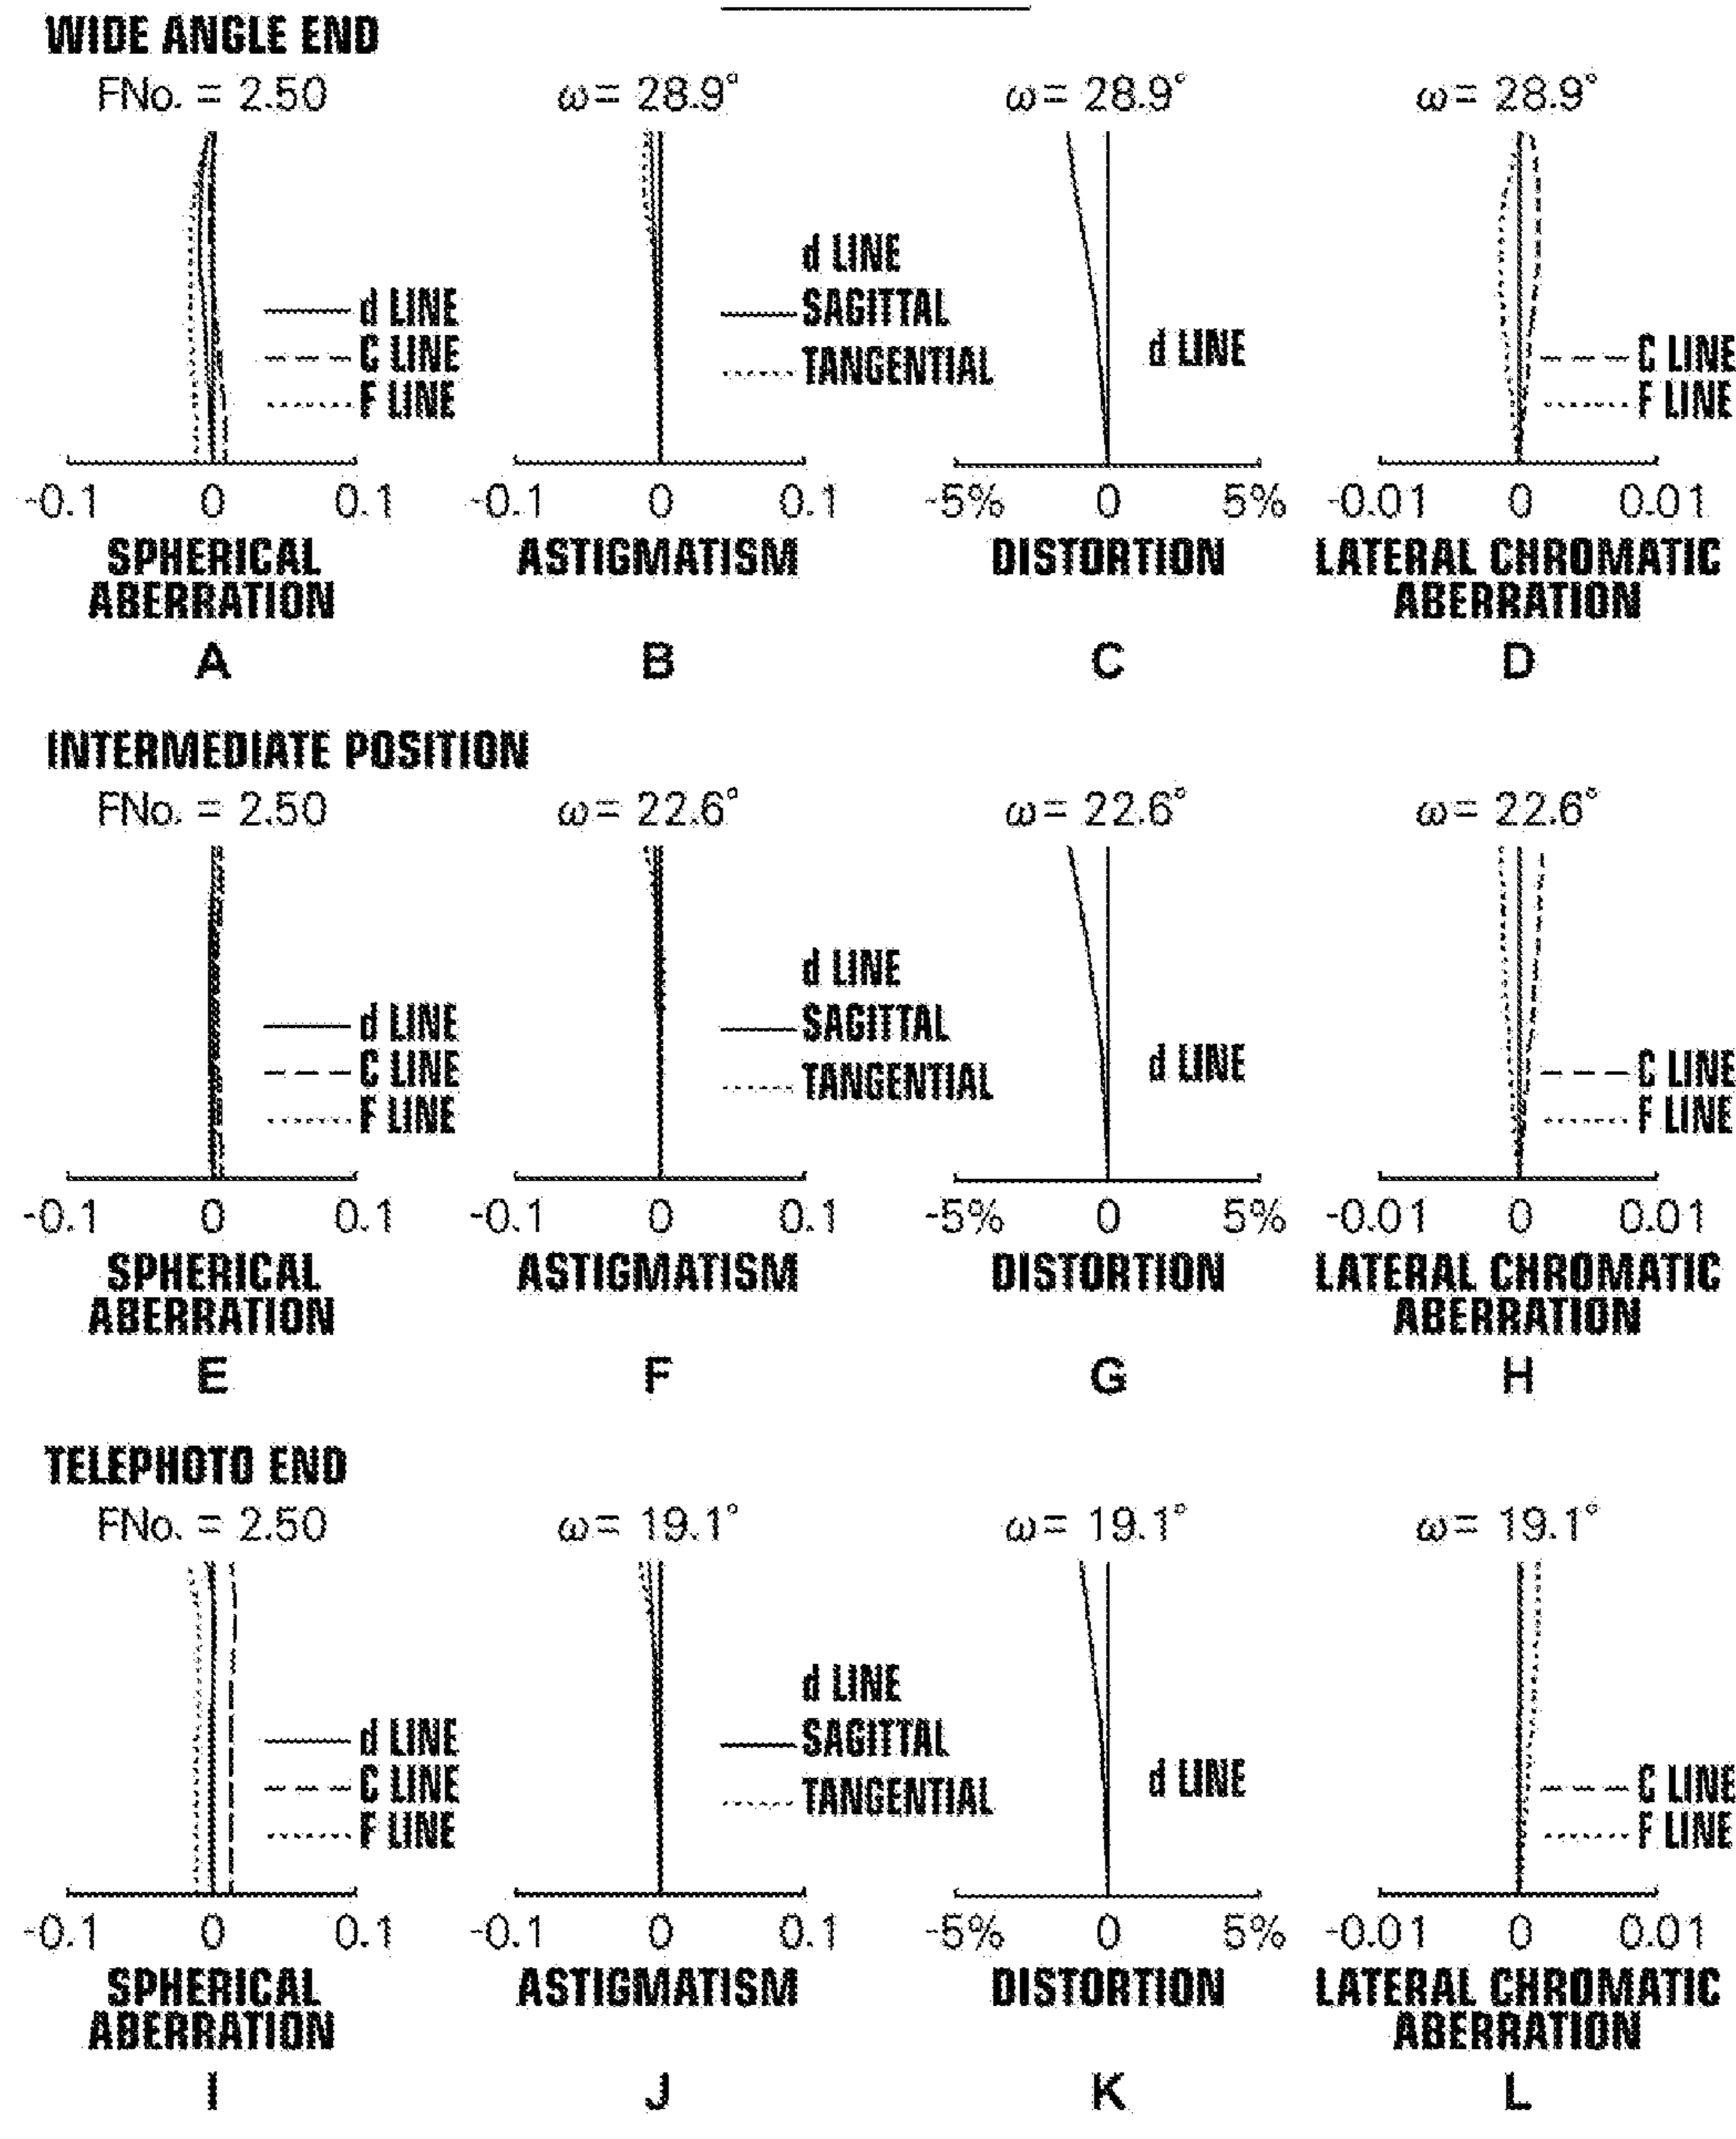 WIDE ANGLE END
FNo. = 2.50
ω= 28.9°
ω= 28.9°
ω= 28.9°
d LINE
C LINE
F LINE
d LINE
SAGITTAL
TANGENTIAL
d LINE
C LINE
F LINE
-0.1 0 0.1
-0.1 0 0.1
-5% 0 5%
-0.01 0 0.01
SPHERICAL
ABERRATION
ASTIGMATISM
DISTORTION
LATERAL CHROMATIC
ABERRATION
A
B
C
D
INTERMEDIATE POSITION
FNo. = 2.50
ω= 22.6°
ω= 22.6°
ω= 22.6°
d LINE
C LINE
F LINE
d LINE
SAGITTAL
TANGENTIAL
d LINE
C LINE
F LINE
-0.1 0 0.1
-0.1 0 0.1
-5% 0 5%
-0.01 0 0.01
SPHERICAL
ABERRATION
ASTIGMATISM
DISTORTION
LATERAL CHROMATIC
ABERRATION
E
F
G
H
TELEPHOTO END
FNo. = 2.50
ω= 19.1°
ω= 19.1°
ω= 19.1°
d LINE
C LINE
F LINE
d LINE
SAGITTAL
TANGENTIAL
d LINE
C LINE
F LINE
-0.1 0 0.1
-0.1 0 0.1
-5% 0 5%
-0.01 0 0.01
SPHERICAL
ABERRATION
ASTIGMATISM
DISTORTION
LATERAL CHROMATIC
ABERRATION
I
J
K
L